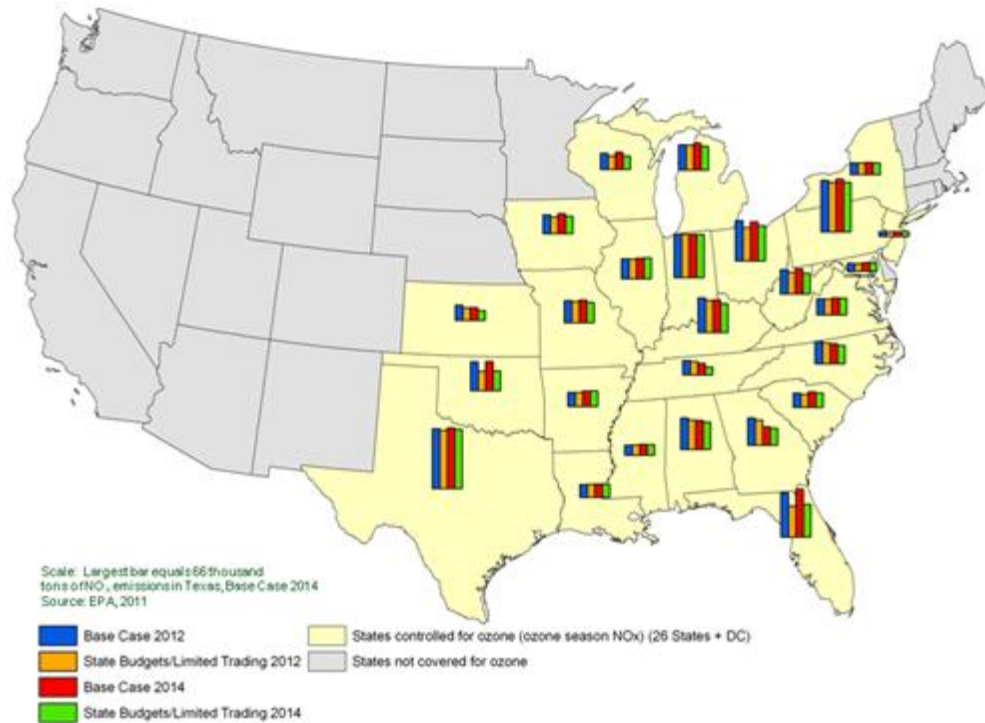 Scale: Largest bar equals 66 thousand
tons of NOₓ emissions in Texas, Base Case 2014
Source: EPA, 2011
Base Case 2012
State Budgets/Limited Trading 2012
Base Case 2014
State Budgets/Limited Trading 2014
States controlled for ozone (ozone season NOx) (26 States + DC)
States not covered for ozone